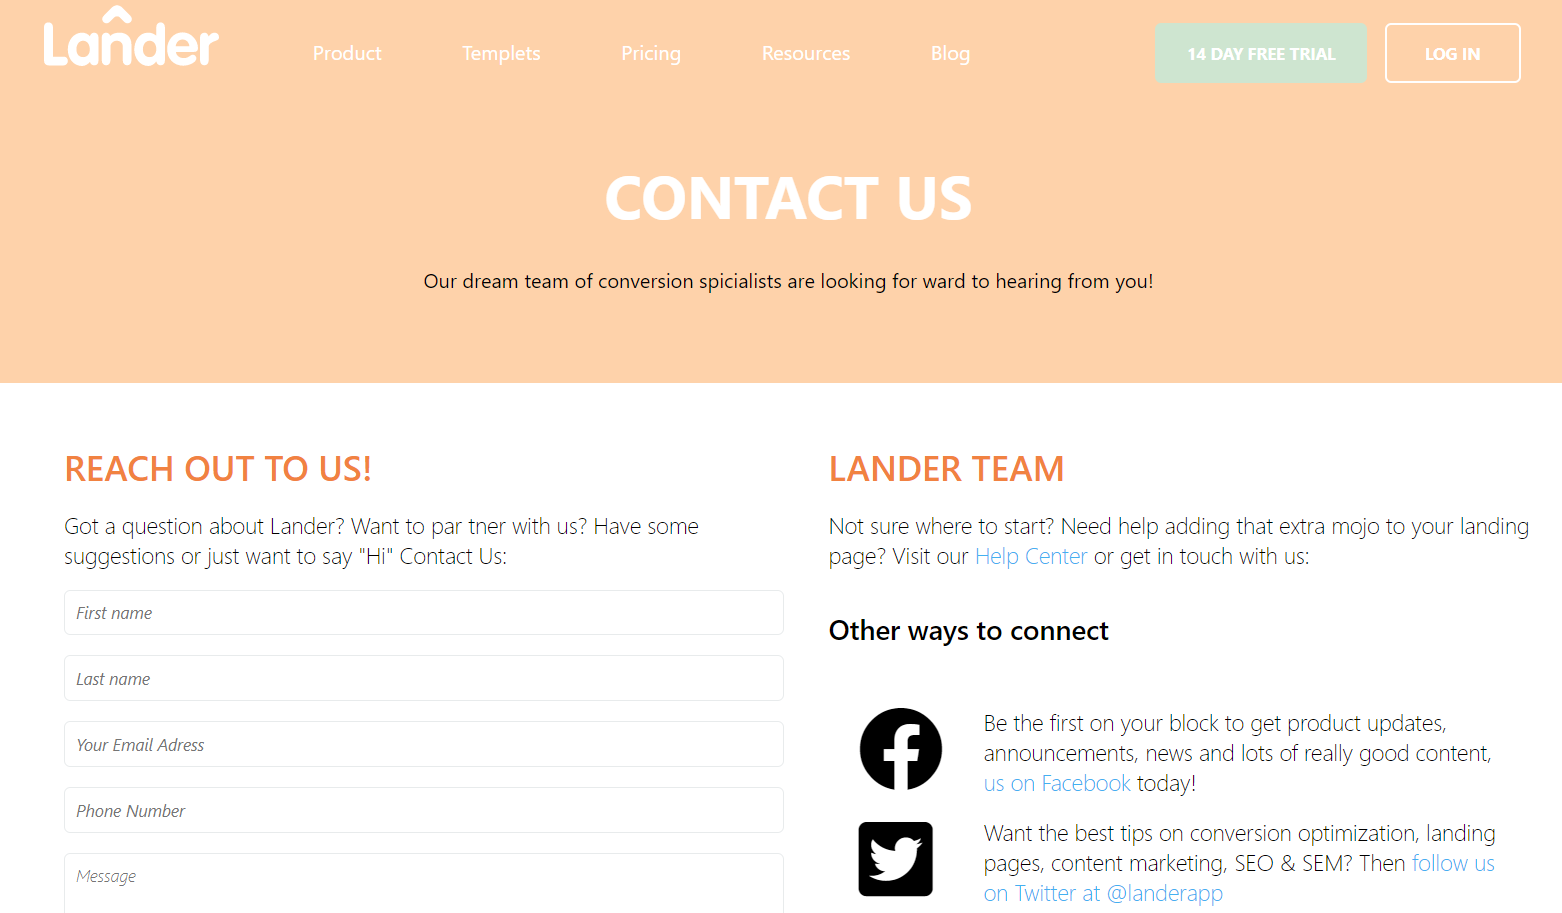 Lander
Product
Templets
Pricing
Resources
Blog
14 DAY FREE TRIAL
LOG IN
CONTACT US
Our dream team of conversion spicialists are looking for ward to hearing from you!
REACH OUT TO US!
Got a question about Lander? Want to par tner with us? Have some
suggestions or just want to say "Hi" Contact Us:
First name
Last name
Your Email Adress
Phone Number
Message
LANDER TEAM
Not sure where to start? Need help adding that extra mojo to your landing
page? Visit our Help Center or get in touch with us:
Other ways to connect
Be the first on your block to get product updates,
announcements, news and lots of really good content,
us on Facebook today!
Want the best tips on conversion optimization, landing
pages, content marketing, SEO & SEM? Then follow us
on Twitter at @landerapp